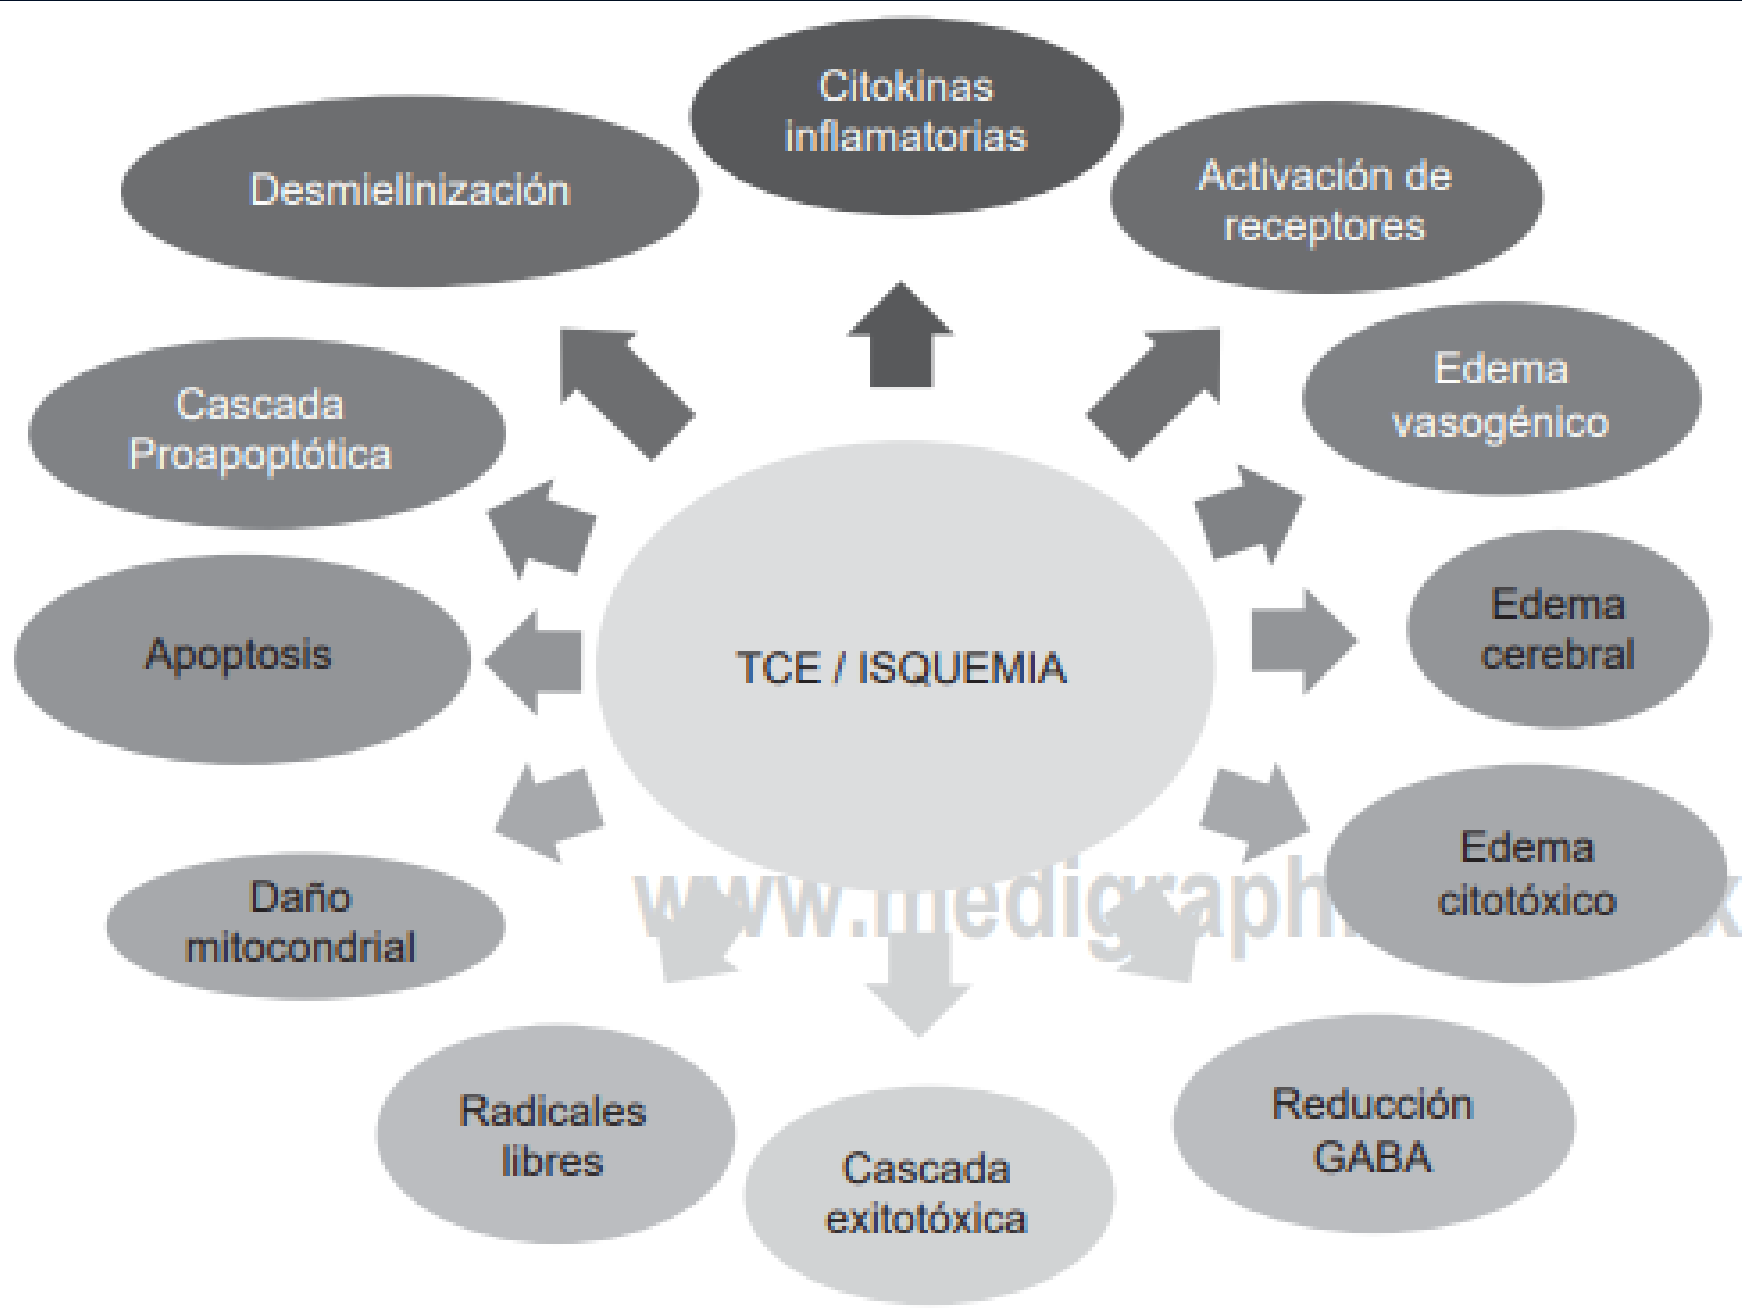 Citokinas
inflamatorias
Activación de
receptores
Edema
vasogénico
Edema
cerebral
Edema
citotóxico
Reducción
GABA
Cascada
exitotóxica
Radicales
libres
Daño
mitocondrial
Apoptosis
Cascada
Proapoptótica
Desmielinización
TCE / ISQUEMIA